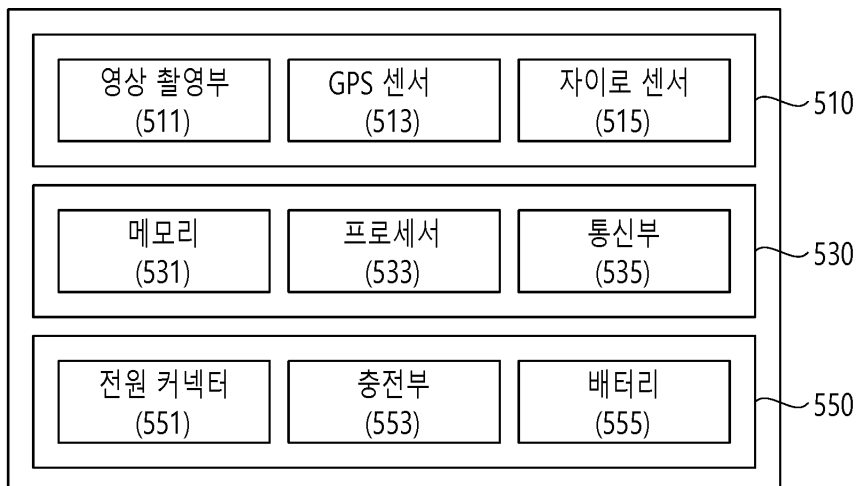 영상 촬영부
(511)
GPS 센서
(513)
자이로 센서
(515)
510
메모리
(531)
프로세서
(533)
통신부
(535)
530
전원 커넥터
(551)
충전부
(553)
배터리
(555)
550